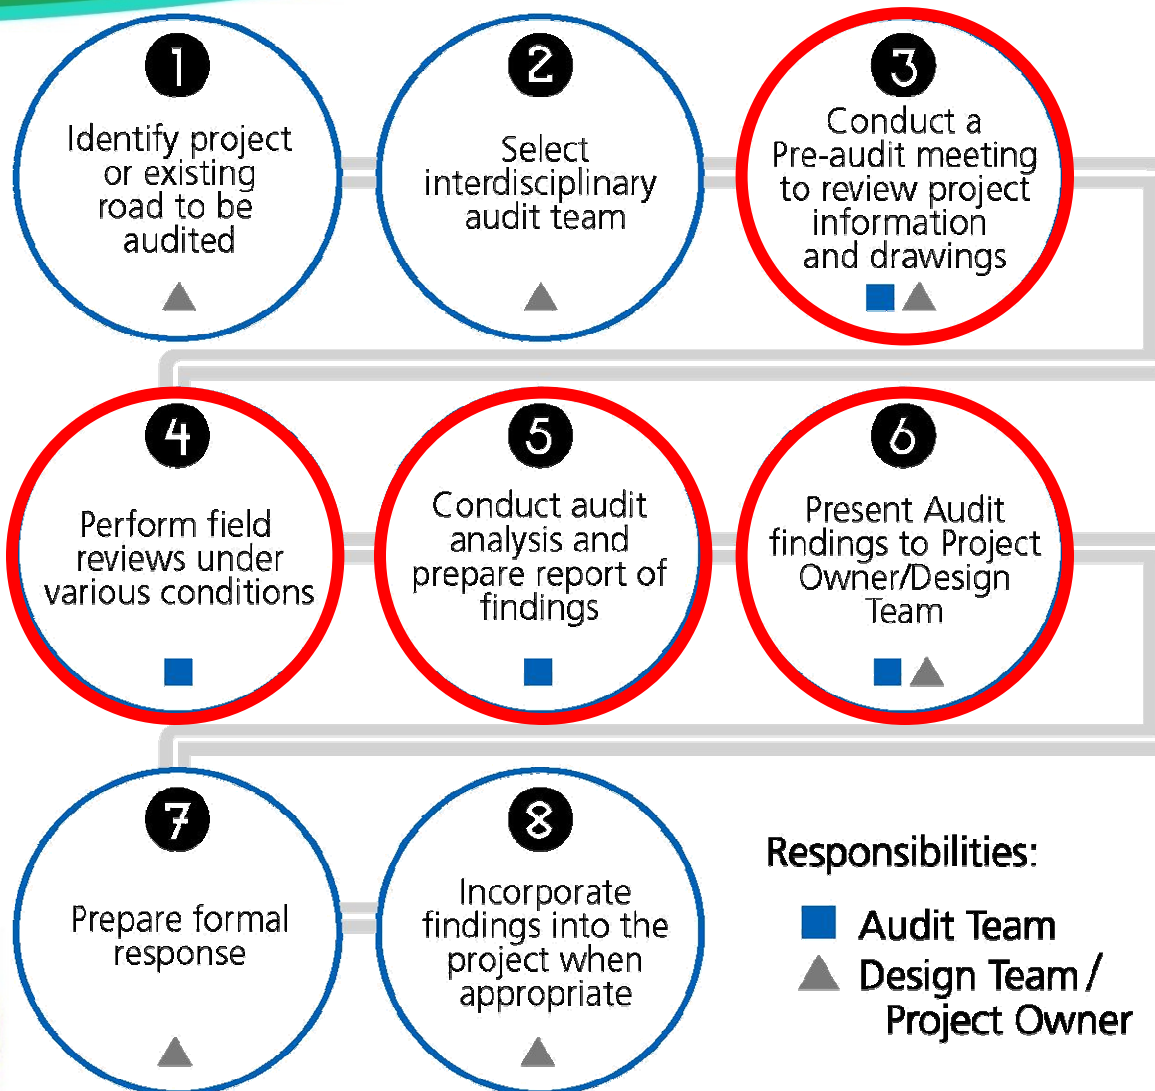 1
Identify project
or existing
road to be
audited
2
Select
interdisciplinary
audit team
3
Conduct a
Pre-audit meeting
to review project
information
and drawings
4
Perform field
reviews under
various conditions
5
Conduct audit
analysis and
prepare report of
findings
6
Present Audit
findings to Project
Owner/Design
Team
7
Prepare formal
response
8
Incorporate
findings into the
project when
appropriate
Responsibilities:
Audit Team
Design Team /
Project Owner